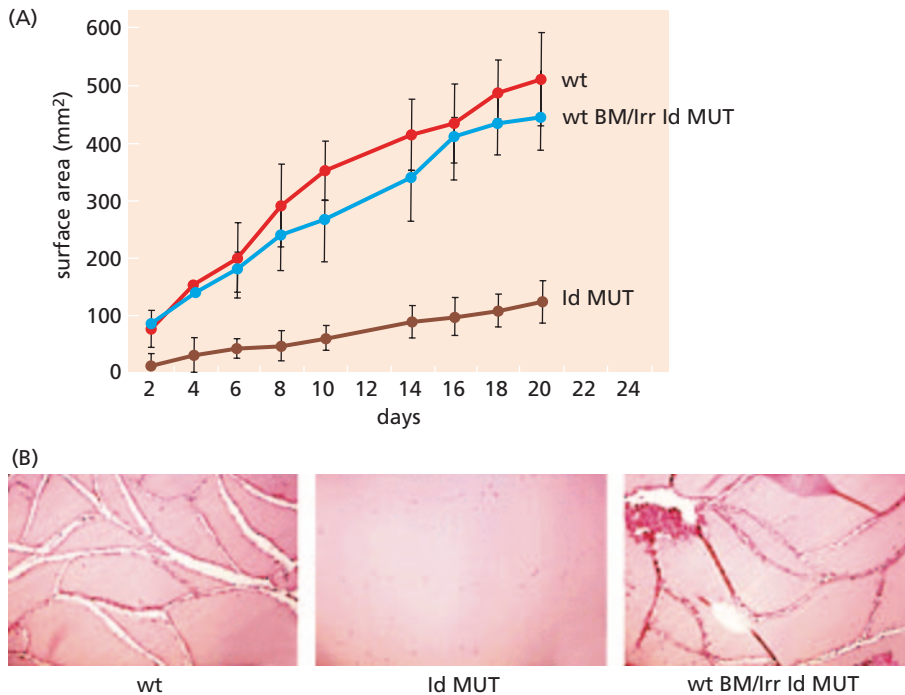 (A)
surface area (mm²)
600
500
400
300
200
100
0
2 4 6 8 10 12 14 16 18 20 22 24
days
wt
wt BM/Irr Id MUT
Id MUT
(B)
wt
Id MUT
wt BM/Irr Id MUT